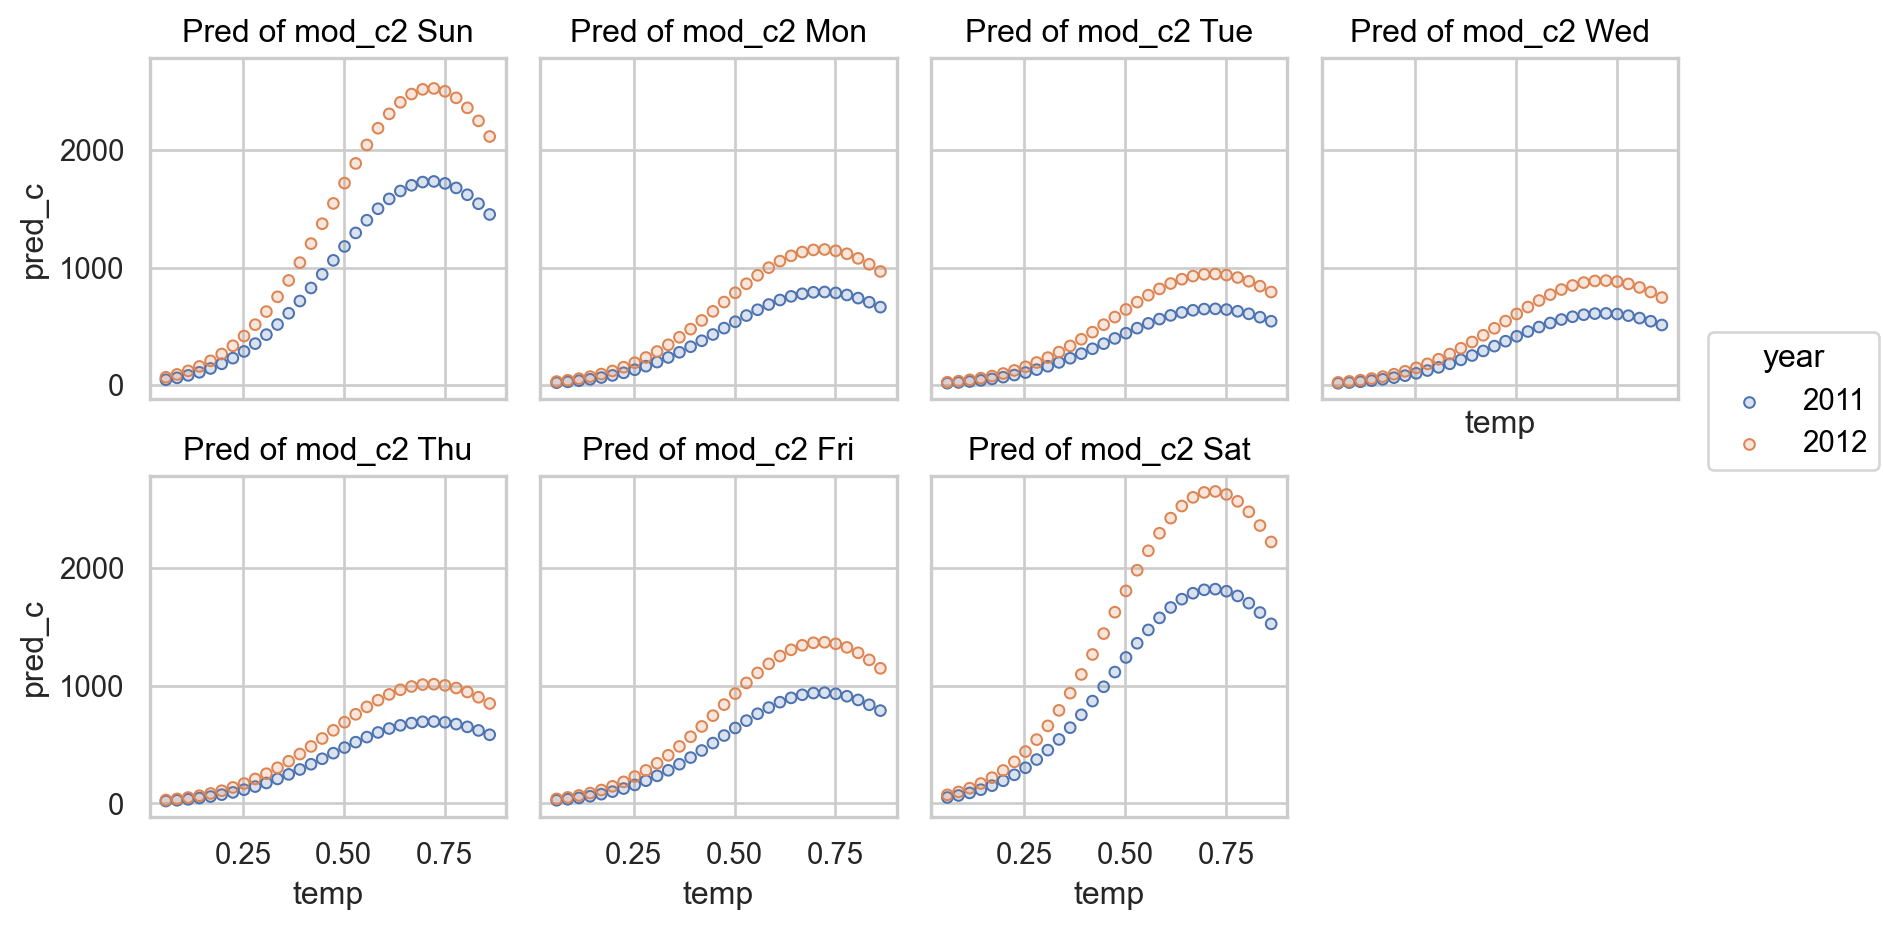 Pred of mod_c2 Sun
Pred of mod_c2 Mon
Pred of mod_c2 Tue
Pred of mod_c2 Wed
pred_c
2000
1000
0
temp
year
2011
2012
Pred of mod_c2 Thu
Pred of mod_c2 Fri
Pred of mod_c2 Sat
pred_c
2000
1000
0
0.25 0.50 0.75
0.25 0.50 0.75
0.25 0.50 0.75
temp
temp
temp